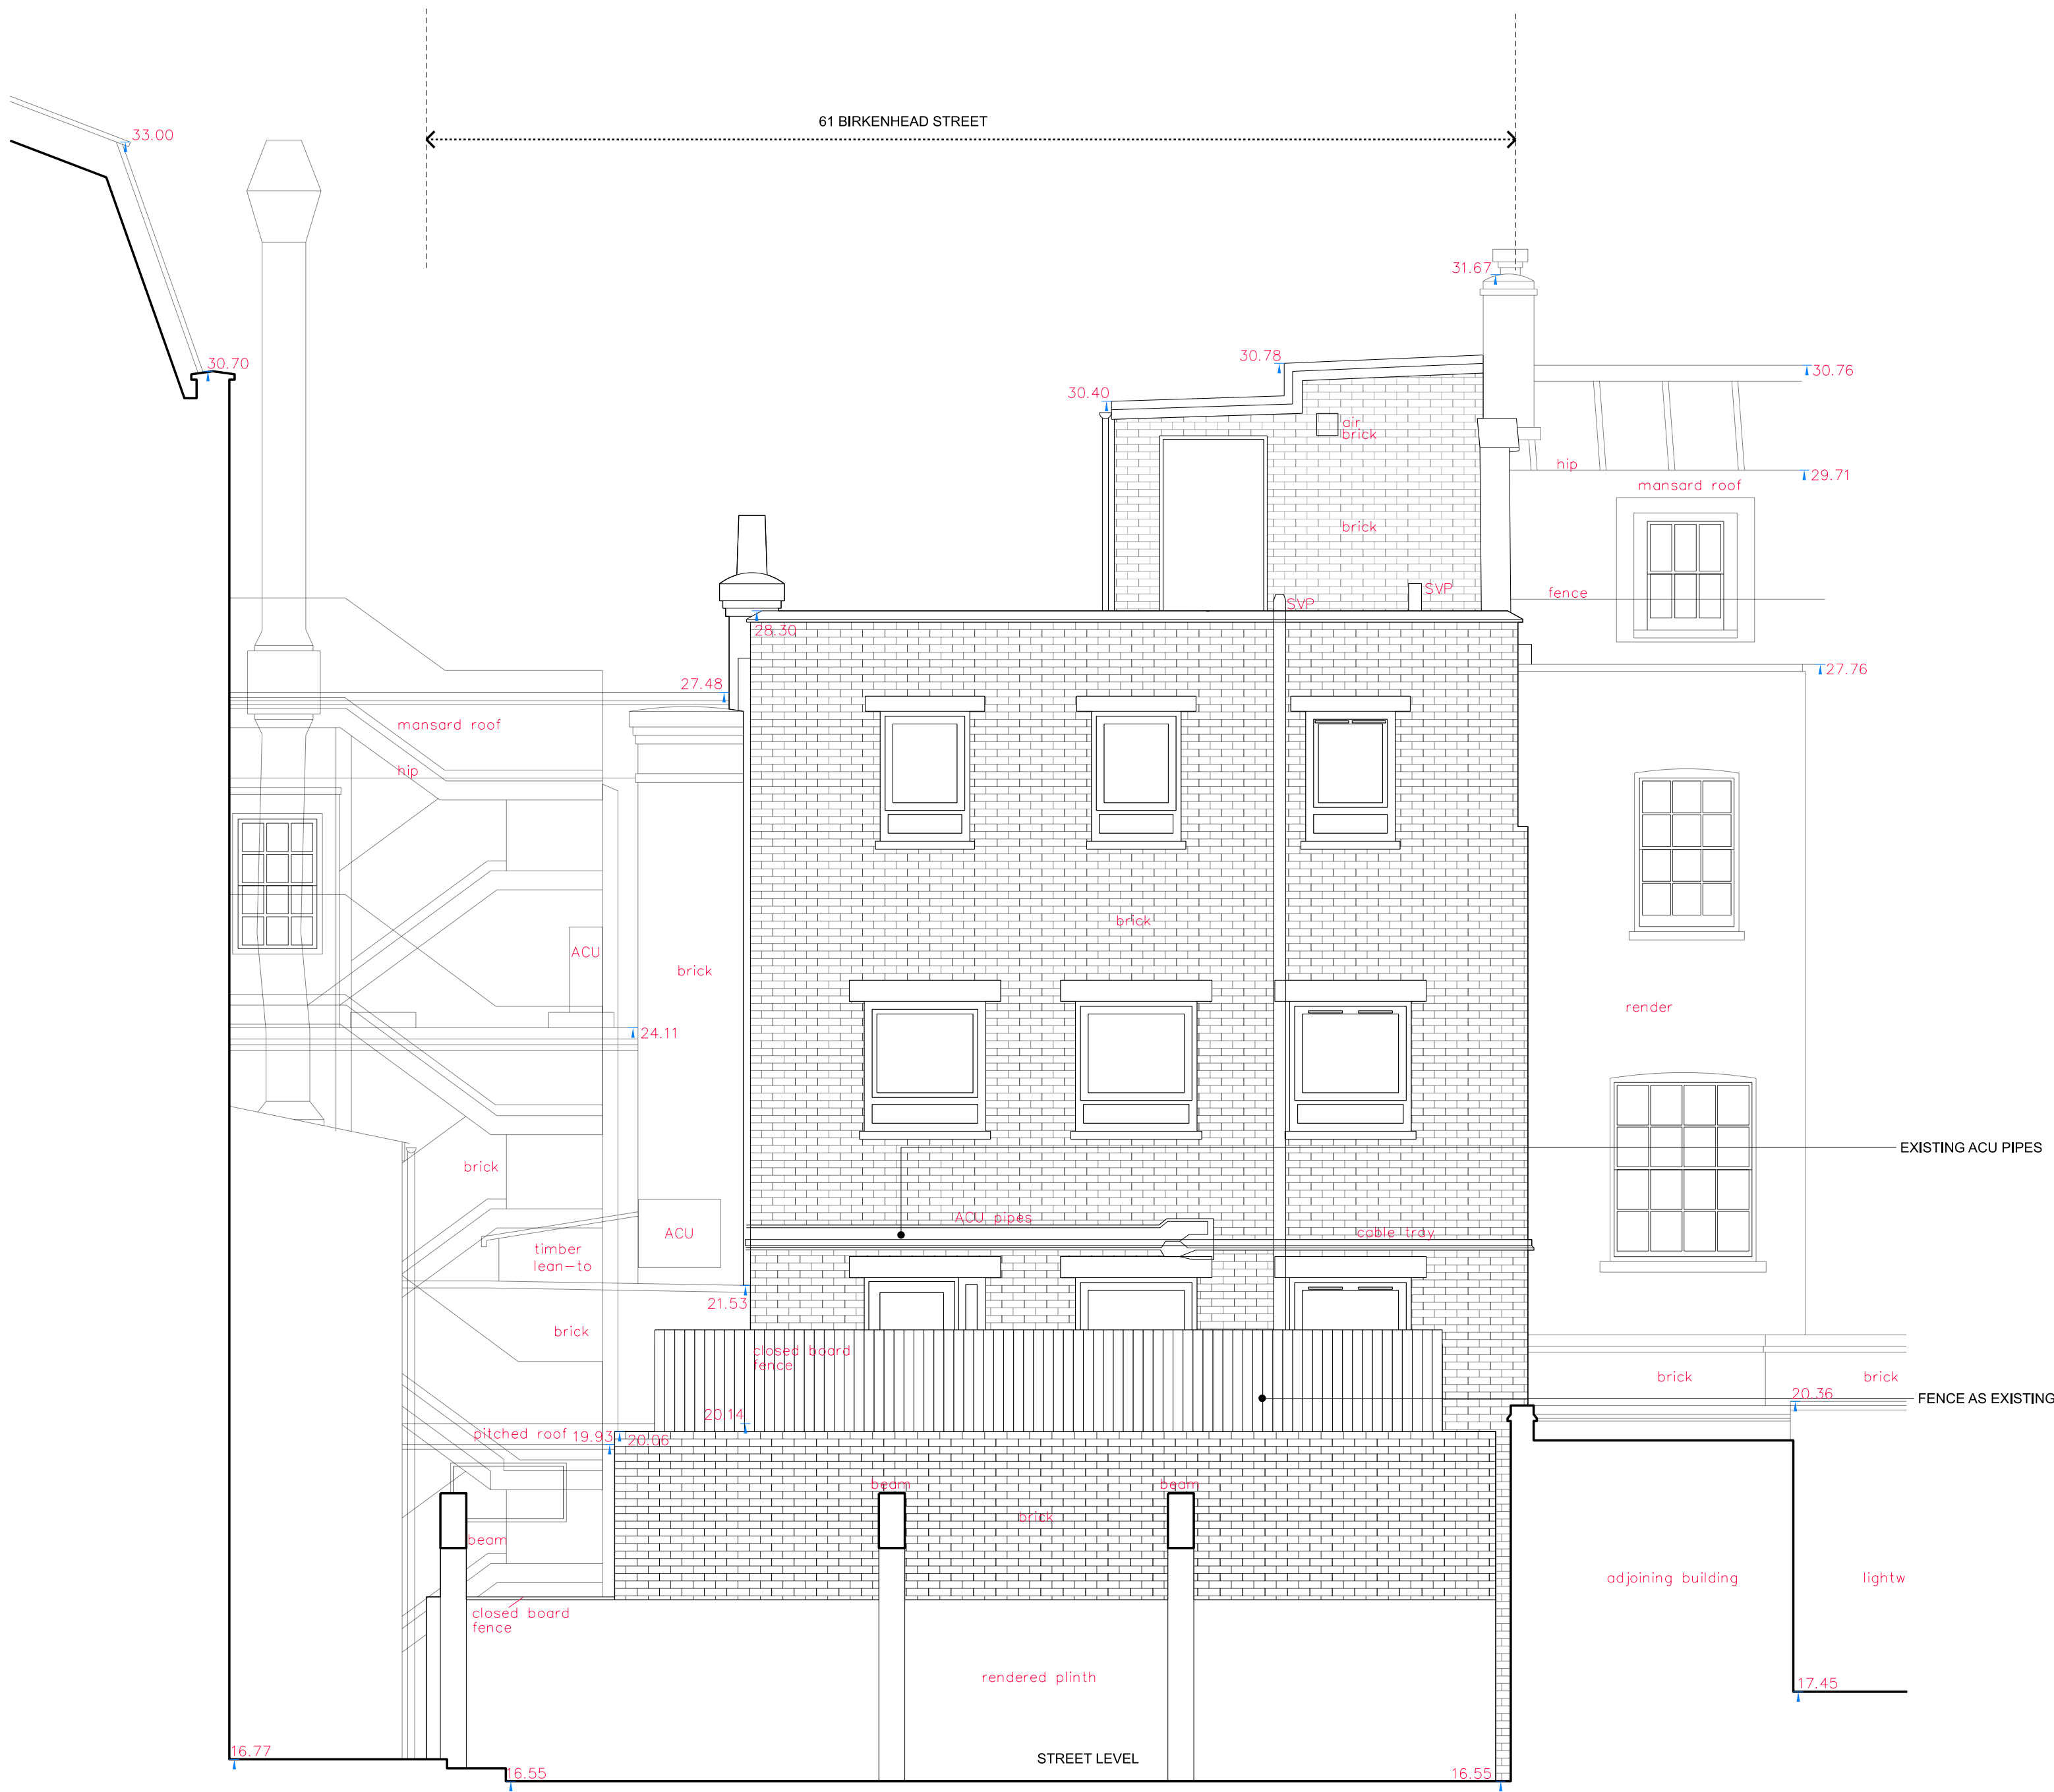 61 BIRKENHEAD STREET
33.00
31.67
30.78
30.70
30.76
30.40
air
brick
hip
29.71
mansard roof
brick
SVP
fence
SVP
28.30
27.76
27.48
mansard roof
hip
brick
ACU
brick
render
24.11
EXISTING ACU PIPES
brick
ACU pipes
ACU
cable tray
timber
lean-to
21.53
brick
closed board
fence
brick
brick
20.36
FENCE AS EXISTING
20.14
pitched roof
19.93
20.06
beam
beam
brick
beam
adjoining building
lightw
closed board
fence
rendered plinth
17.45
16.77
STREET LEVEL
16.55
16.55